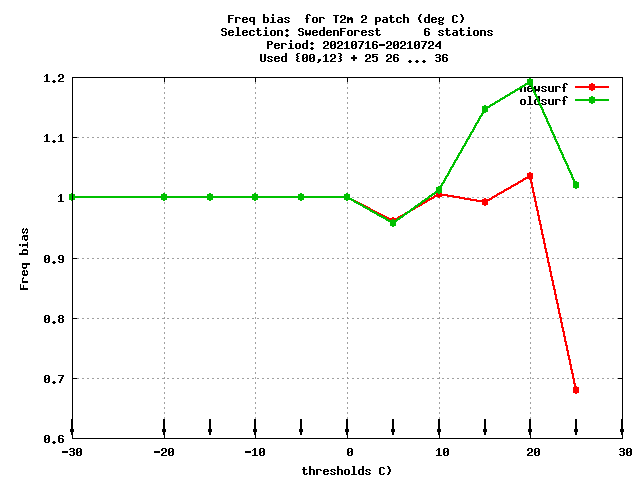 Freq bias  for T2m 2 patch (deg C)
Selection: SwedenForest      6 stations
Period: 20210716-20210724
Used {00,12} + 25 26 ... 36
newsurf
oldsurf
1.2
1.1
1
0.9
0.8
0.7
0.6
Freq bias
-30 -20 -10 0 10 20 30
thresholds C)